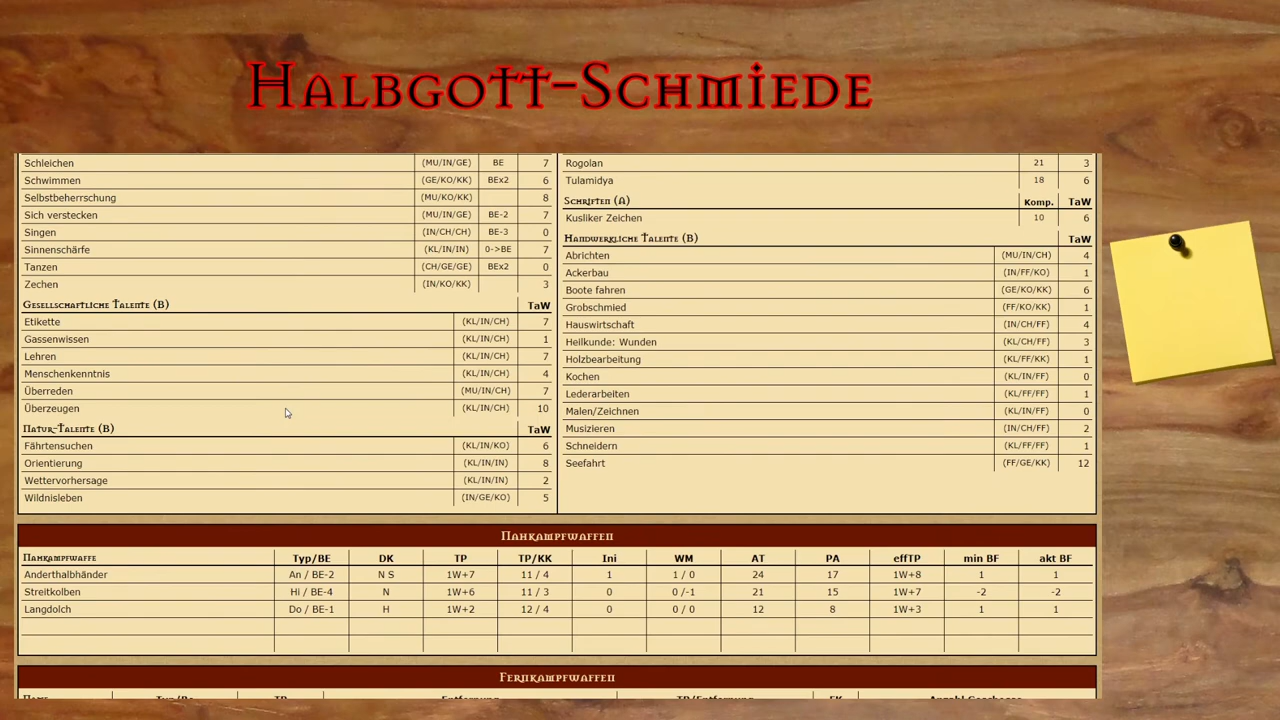 Halbgott-Schmiede
Schleichen (MU/IN/GE) BE 7
Schwimmen (GE/KO/KK) BEx2 6
Selbstbeherrschung (MU/KO/KK) 8
Sich verstecken (MU/IN/GE) BE-2 7
Singen (IN/CH/CH) BE-3 0
Sinnenschärfe (KL/IN/IN) 0->BE 7
Tanzen (CH/GE/GE) BEx2 0
Zechen (IN/KO/KK) 3
Gesellschaftliche Talente (B) TaW
Etikette (KL/IN/CH) 7
Gassenwissen (KL/IN/CH) 1
Lehren (KL/IN/CH) 7
Menschenkenntnis (KL/IN/CH) 4
Überreden (MU/IN/CH) 7
Überzeugen (KL/IN/CH) 10
Natur-Talente (B) TaW
Fährtensuchen (KL/IN/KO) 6
Orientierung (KL/IN/IN) 8
Wettervorhersage (KL/IN/IN) 2
Wildnisleben (IN/GE/KO) 5
Rogolan 21 3
Tulamidya 18 6
Schriften (A) Komp. TaW
Kusliker Zeichen 10 6
Handwerkliche Talente (B) TaW
Abrichten (MU/IN/CH) 4
Ackerbau (IN/FF/KO) 1
Boote fahren (GE/KO/KK) 6
Grobschmied (FF/KO/KK) 1
Hauswirtschaft (IN/CH/FF) 4
Heilkunde: Wunden (KL/CH/FF) 3
Holzbearbeitung (KL/FF/KK) 1
Kochen (KL/IN/FF) 0
Lederarbeiten (KL/FF/FF) 1
Malen/Zeichnen (KL/IN/FF) 0
Musizieren (IN/CH/FF) 2
Schneidern (KL/FF/FF) 1
Seefahrt (FF/GE/KK) 12
Nahkampfwaffen
Nahkampfwaffe Typ/BE DK TP TP/KK Ini WM AT PA effTP min BF akt BF
Anderthalbhänder An / BE-2 N S 1W+7 11 / 4 1 1 / 0 24 17 1W+8 1 1
Streitkolben Hi / BE-4 N 1W+6 11 / 3 0 0 /-1 21 15 1W+7 -2 -2
Langdolch Do / BE-1 H 1W+2 12 / 4 0 0 / 0 12 8 1W+3 1 1
Fernkampfwaffen
Name Typ/Be TP Entfernung TP/Entfernung FK Anzahl Geschosse